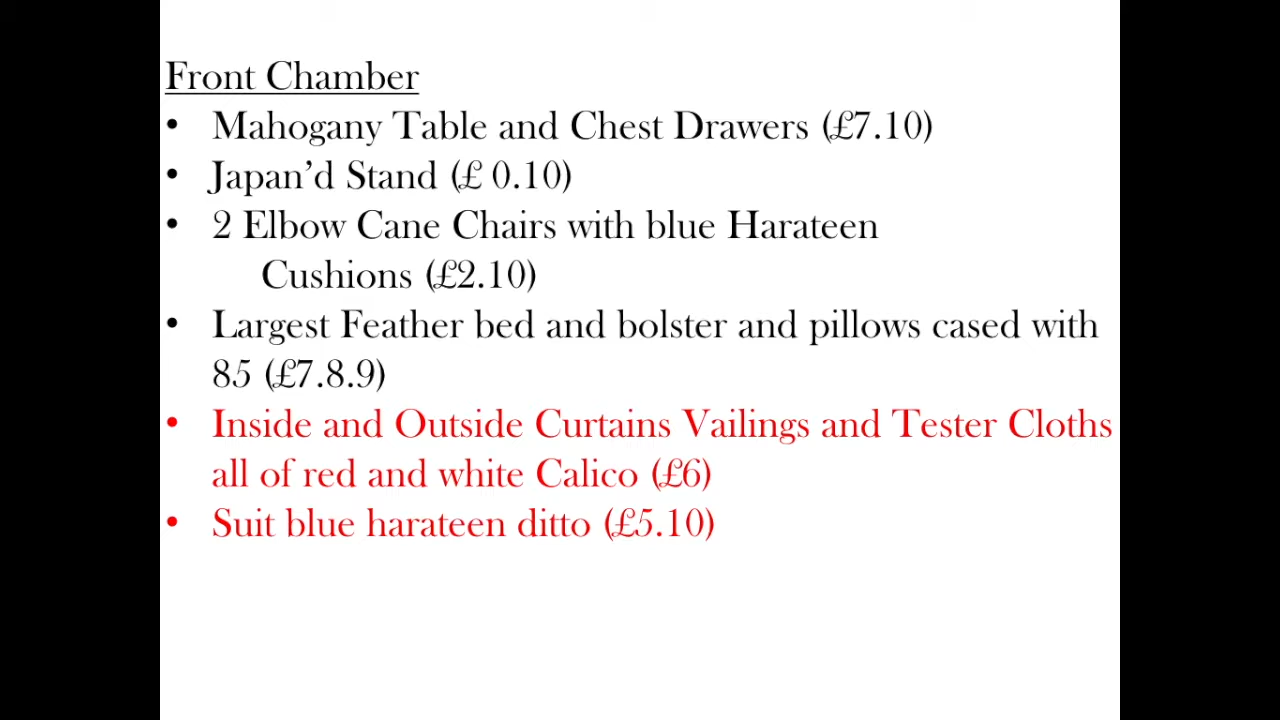 Front Chamber
• Mahogany Table and Chest Drawers (£7.10)
• Japan’d Stand (£ 0.10)
• 2 Elbow Cane Chairs with blue Harateen
Cushions (£2.10)
• Largest Feather bed and bolster and pillows cased with
85 (£7.8.9)
• Inside and Outside Curtains Vailings and Tester Cloths
all of red and white Calico (£6)
• Suit blue harateen ditto (£5.10)